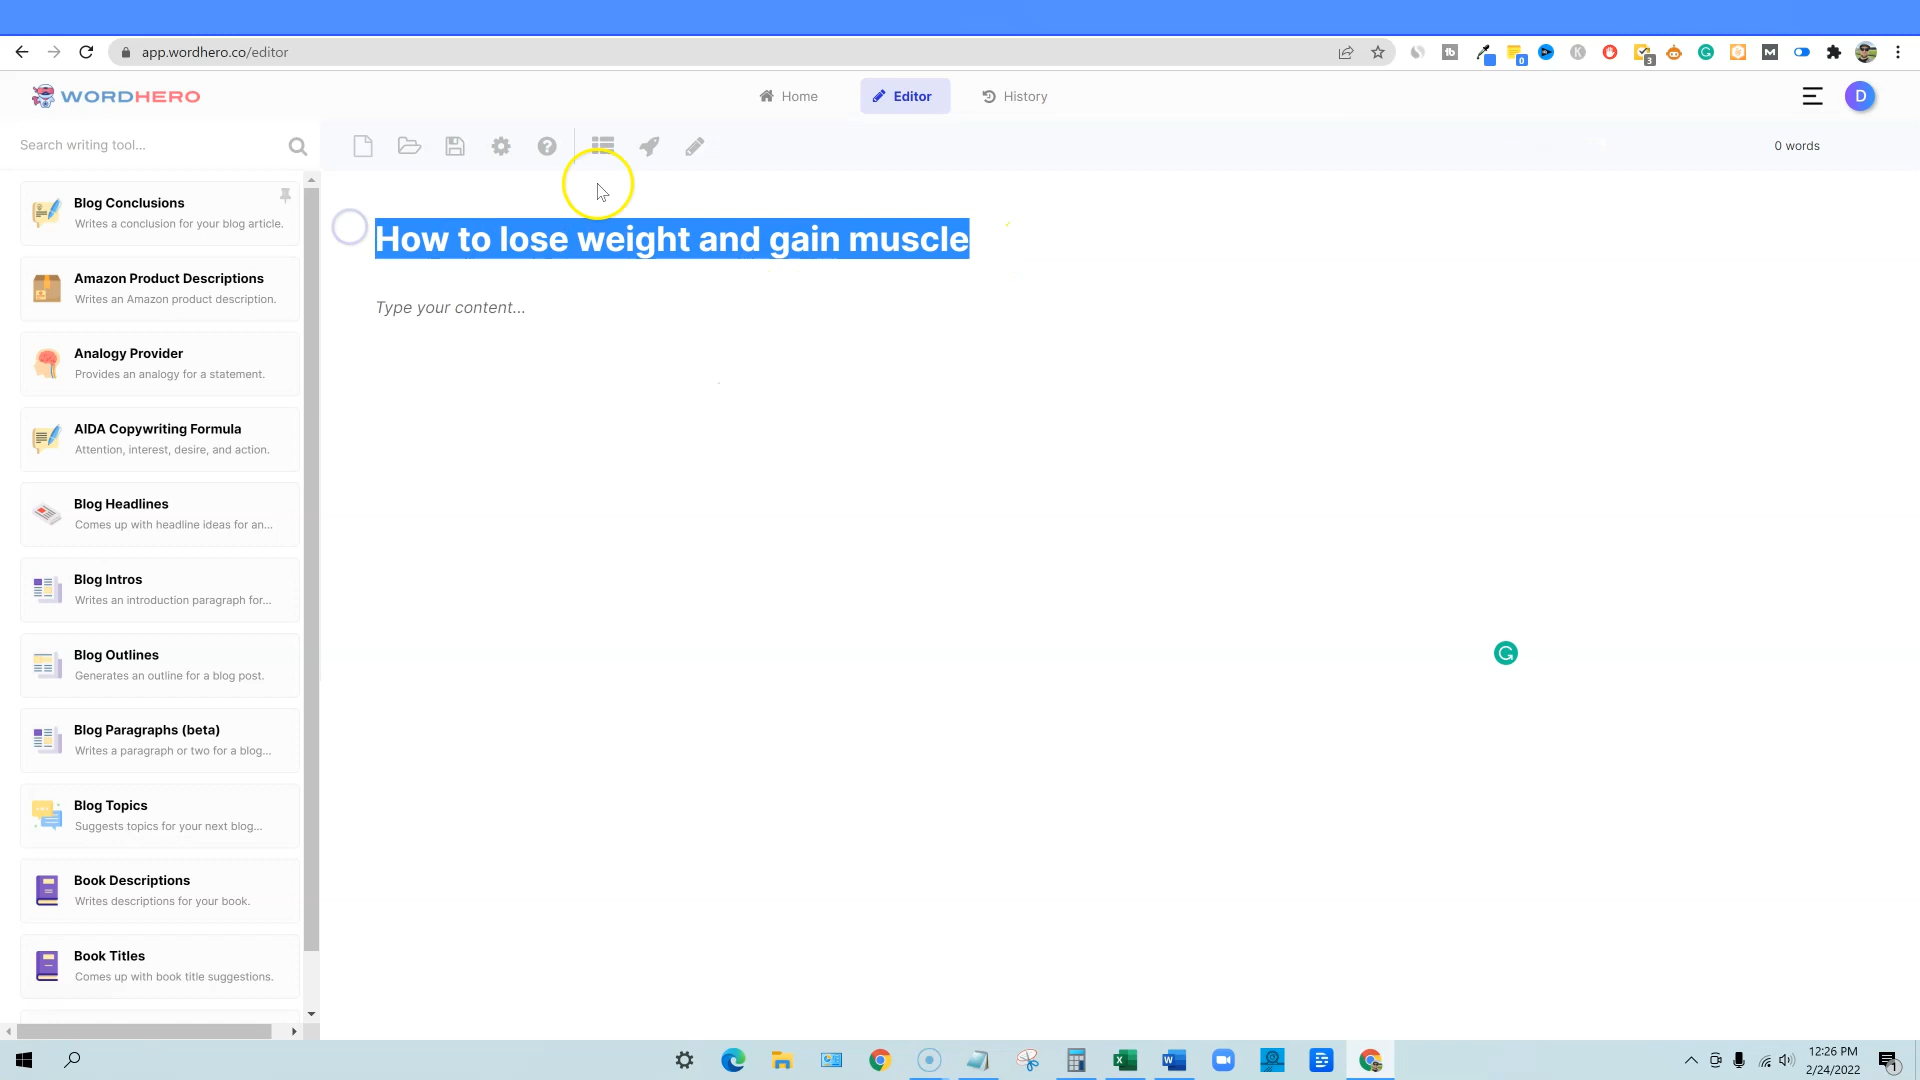 app.wordhero.co/editor
0
3
WORDHERO
Home
Editor
History
D
Search writing tool...
0 words
Blog Conclusions
Writes a conclusion for your blog article.
How to lose weight and gain muscle
Amazon Product Descriptions
Writes an Amazon product description.
Type your content...
Analogy Provider
Provides an analogy for a statement.
AIDA Copywriting Formula
Attention, interest, desire, and action.
Blog Headlines
Comes up with headline ideas for an...
Blog Intros
Writes an introduction paragraph for...
Blog Outlines
Generates an outline for a blog post.
Blog Paragraphs (beta)
Writes a paragraph or two for a blog...
Blog Topics
Suggests topics for your next blog...
Book Descriptions
Writes descriptions for your book.
Book Titles
Comes up with book title suggestions.
12:26 PM
2/24/2022
1